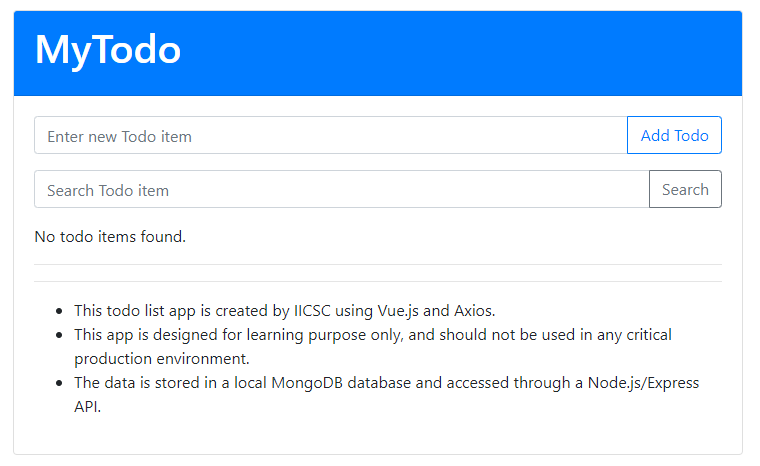 MyTodo
Enter new Todo item
Add Todo
Search Todo item
Search
No todo items found.
• This todo list app is created by IICSC using Vue.js and Axios.
• This app is designed for learning purpose only, and should not be used in any critical
production environment.
• The data is stored in a local MongoDB database and accessed through a Node.js/Express
API.